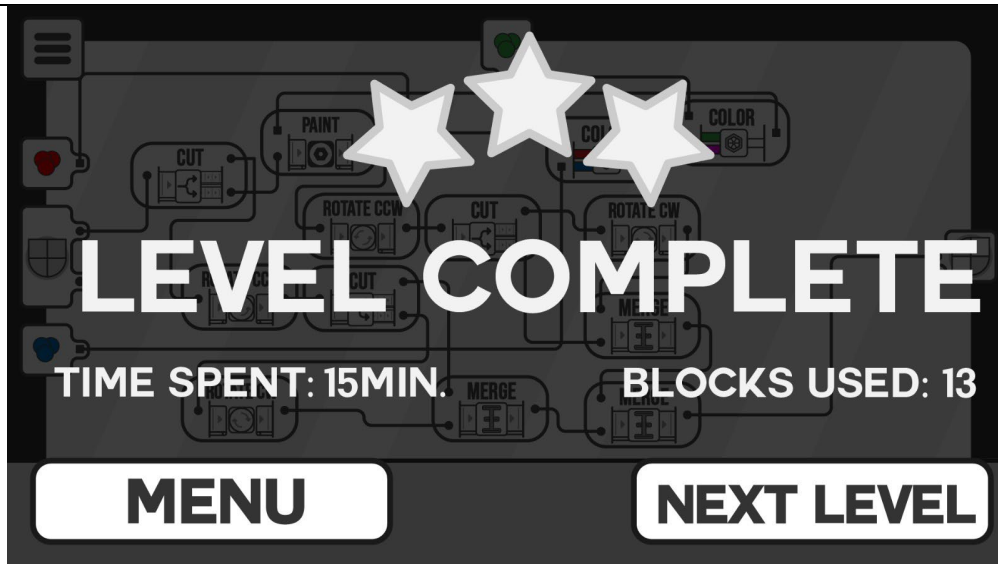 PAINT
COLOR
CUT
ROTATE CCW
CUT
ROTATE CW
LEVEL COMPLETE
CUT
MERGE
TIME SPENT: 15MIN.
BLOCKS USED: 13
MERGE
MERGE
MENU
NEXT LEVEL